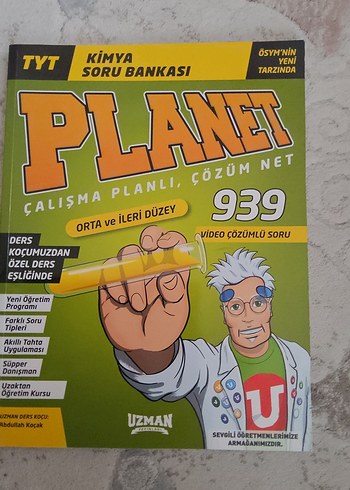 TYT
KİMYA
SORU BANKASI
ÖSYM'NİN
YENİ
TARZINDA
PLANET
ÇALIŞMA PLANLI, ÇÖZÜM NET
ORTA ve İLERİ DÜZEY
939
VİDEO ÇÖZÜMLÜ SORU
DERS
KOÇUMUZDAN
ÖZEL DERS
EŞLİĞİNDE
Yeni Öğretim
Programı
Farklı Soru
Tipleri
Akıllı Tahta
Uygulaması
Süpper
Danışman
Uzaktan
Öğretim Kursu
UZMAN DERS KOÇU:
Abdullah Koçak
UZMAN
YAYINLARI
U
SEVGİLİ ÖĞRETMENLERİMİZE
ARMAĞANIMIZDIR.